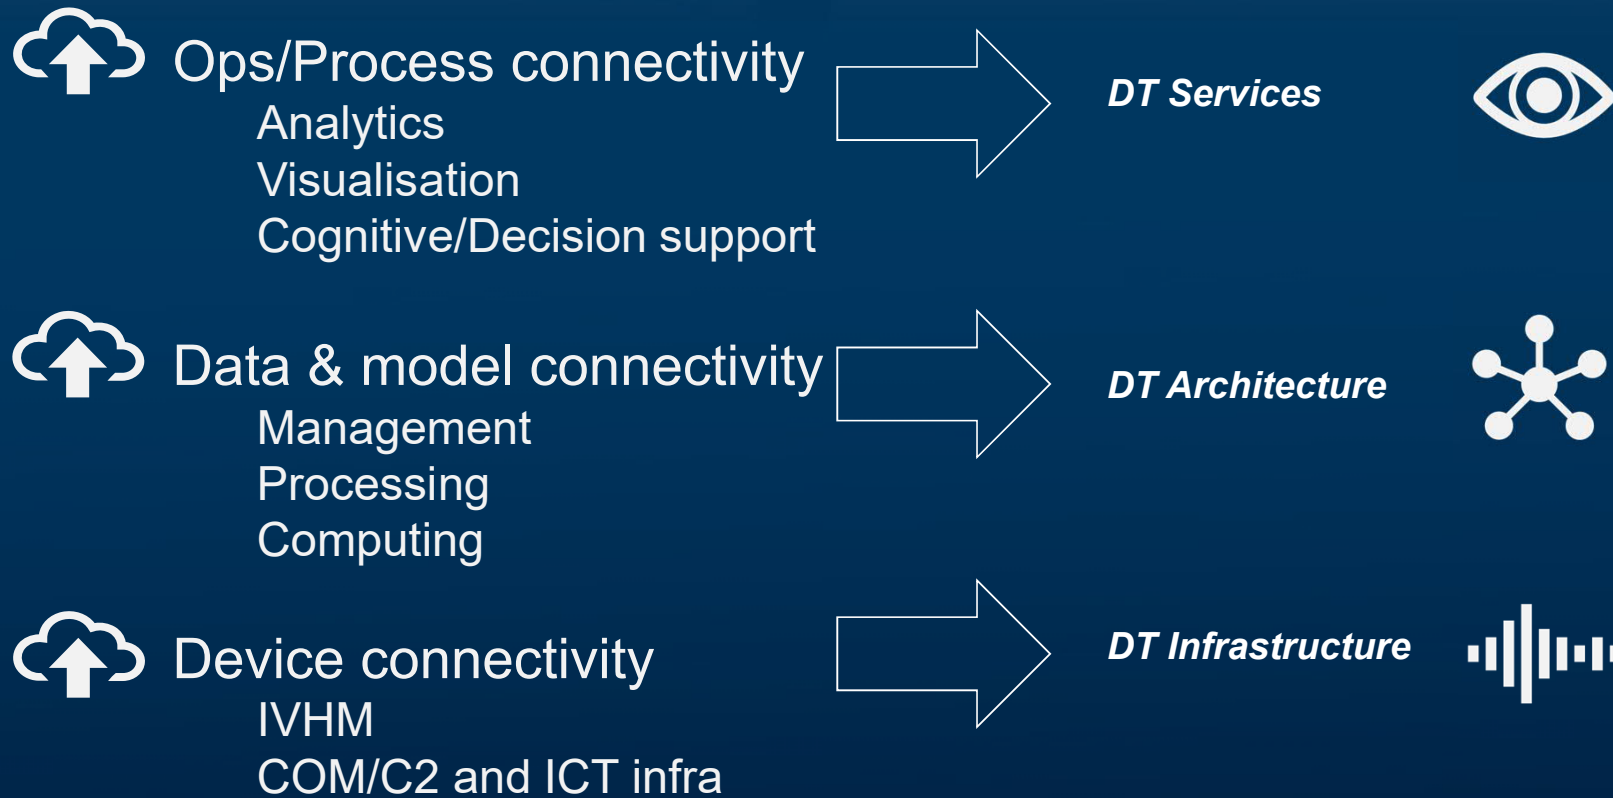 Ops/Process connectivity
Analytics
Visualisation
Cognitive/Decision support
DT Services
Data & model connectivity
Management
Processing
Computing
DT Architecture
Device connectivity
IVHM
COM/C2 and ICT infra
DT Infrastructure